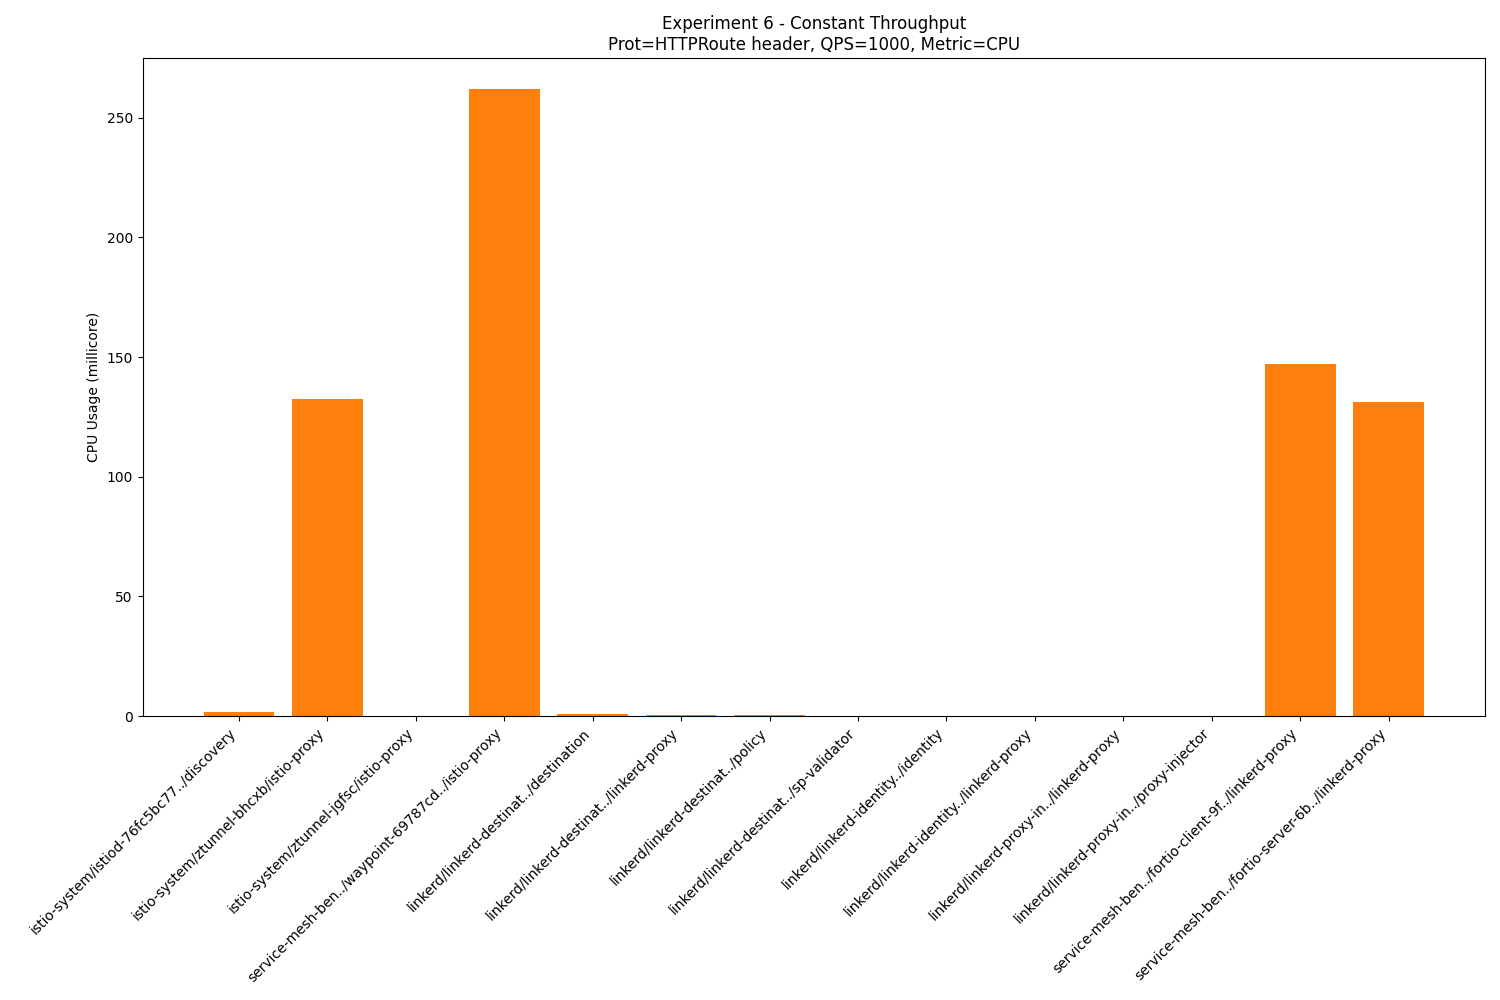 Experiment 6 - Constant Throughput
Prot=HTTPRoute header, QPS=1000, Metric=CPU
CPU Usage (millicore)
250
200
150
100
50
0
istio-system/istiod-76fc5bc77../discovery
istio-system/ztunnel-bhcxb/istio-proxy
istio-system/ztunnel-jgfsc/istio-proxy
service-mesh-ben../waypoint-69787cd../istio-proxy
linkerd/linkerd-destinat../destination
linkerd/linkerd-destinat../linkerd-proxy
linkerd/linkerd-destinat../policy
linkerd/linkerd-destinat../sp-validator
linkerd/linkerd-identity../identity
linkerd/linkerd-identity../linkerd-proxy
linkerd/linkerd-proxy-in../linkerd-proxy
linkerd/linkerd-proxy-in../proxy-injector
service-mesh-ben../fortio-client-9f../linkerd-proxy
service-mesh-ben../fortio-server-6b../linkerd-proxy